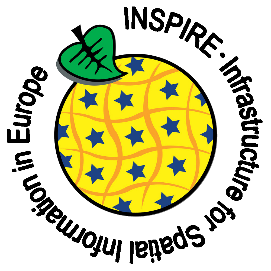 INSPIRE · Infrastructure for Spatial Information in Europe